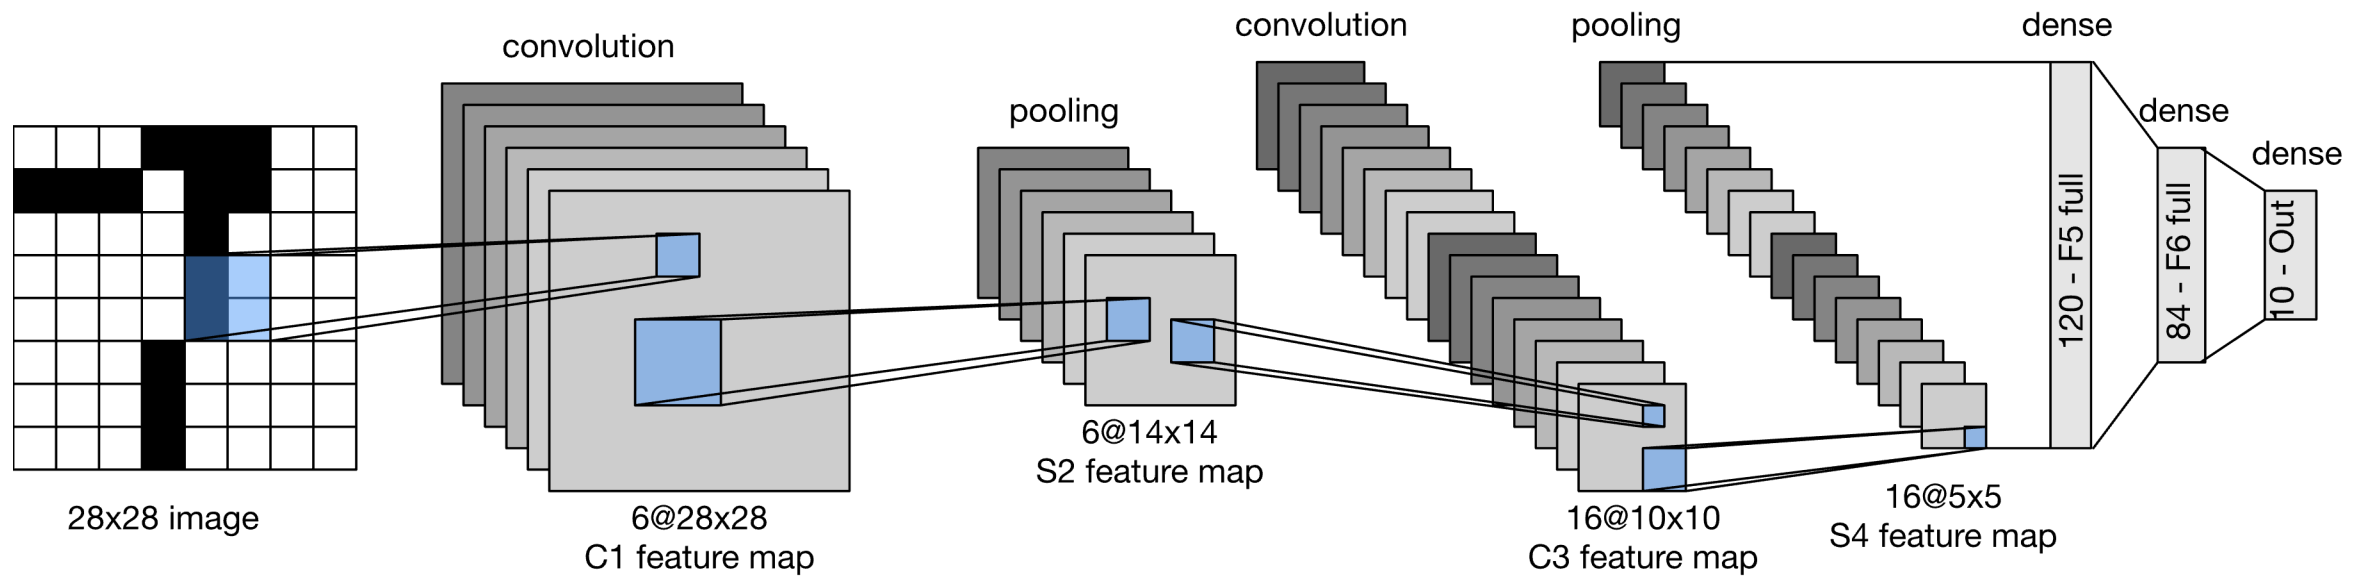 convolution
pooling
convolution
pooling
dense
dense
dense
28x28 image
6@28x28
C1 feature map
6@14x14
S2 feature map
16@10x10
C3 feature map
16@5x5
S4 feature map
120 - F5 full
84 - F6 full
10 - Out